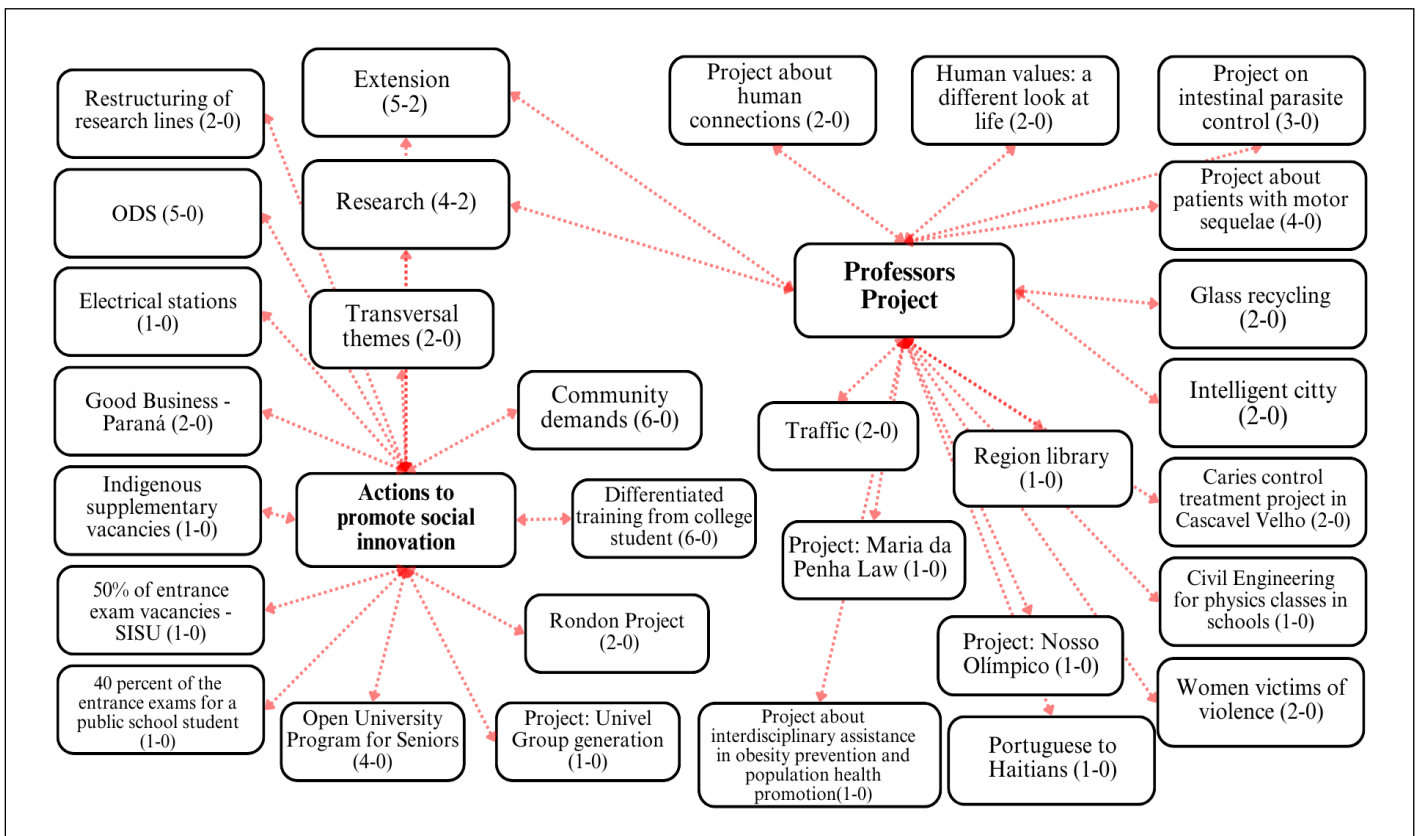 Restructuring of
research lines (2-0)
Extension
(5-2)
Project about
human
connections (2-0)
Human values: a
different look at
life (2-0)
Project on
intestinal parasite
control (3-0)
ODS (5-0)
Research (4-2)
Project about
patients with motor
sequelae (4-0)
Professors
Project
Electrical stations
(1-0)
Transversal
themes (2-0)
Glass recycling
(2-0)
Good Business -
Paraná (2-0)
Community
demands (6-0)
Traffic (2-0)
Intelligent citty
(2-0)
Region library
(1-0)
Indigenous
supplementary
vacancies (1-0)
Actions to
promote social
innovation
Differentiated
training from college
student (6-0)
Caries control
treatment project in
Cascavel Velho (2-0)
Project: Maria da
Penha Law (1-0)
50% of entrance
exam vacancies -
SISU (1-0)
Rondon Project
(2-0)
Civil Engineering
for physics classes in
schools (1-0)
Project: Nosso
Olímpico (1-0)
40 percent of the
entrance exams for a
public school student
(1-0)
Open University
Program for Seniors
(4-0)
Project: Univel
Group generation
(1-0)
Project about
interdisciplinary assistance
in obesity prevention and
population health
promotion(1-0)
Portuguese to
Haitians (1-0)
Women victims of
violence (2-0)